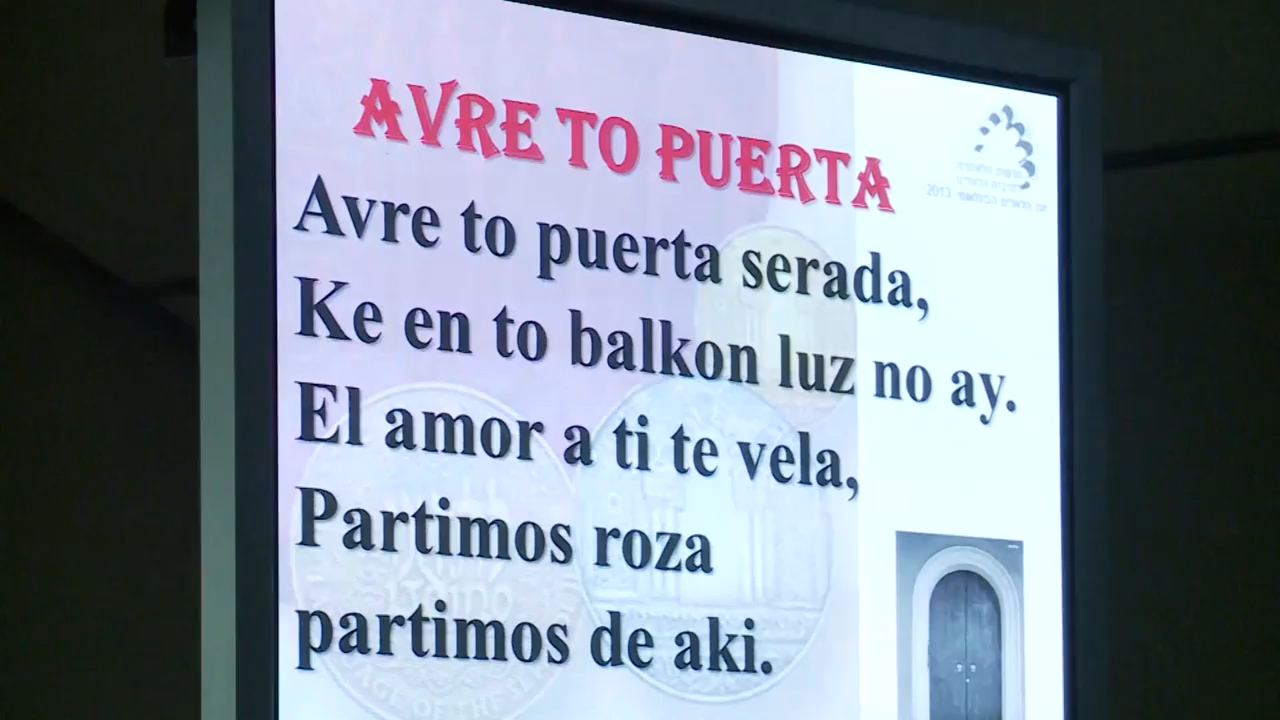 AVRE TO PUERTA
Avre to puerta serada,
Ke en to balkon luz no ay.
El amor a ti te vela,
Partimos roza
partimos de aki.
2013